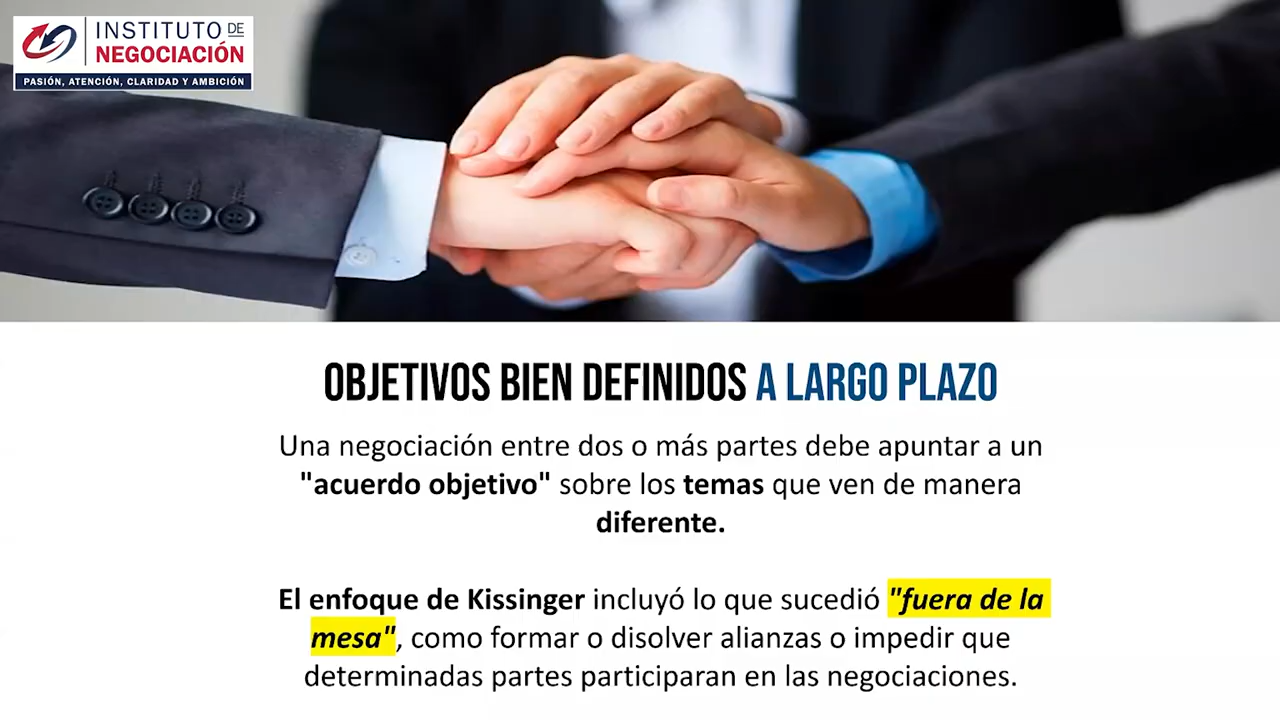 INSTITUTO DE
NEGOCIACIÓN
PASIÓN, ATENCIÓN, CLARIDAD Y AMBICIÓN
OBJETIVOS BIEN DEFINIDOS A LARGO PLAZO
Una negociación entre dos o más partes debe apuntar a un
"acuerdo objetivo" sobre los temas que ven de manera
diferente.
El enfoque de Kissinger incluyó lo que sucedió "fuera de la
mesa", como formar o disolver alianzas o impedir que
determinadas partes participaran en las negociaciones.